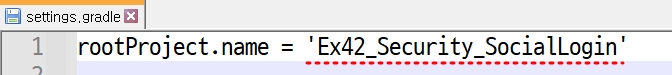 settings.gradle
1 rootProject.name = 'Ex42_Security_SocialLogin'
2